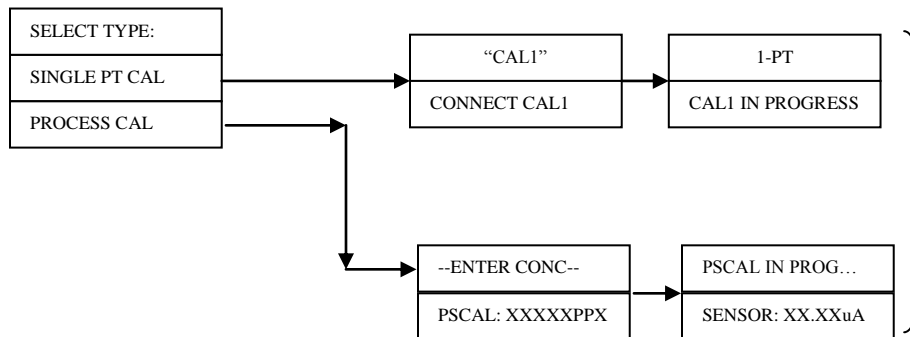 SELECT TYPE:
SINGLE PT CAL
PROCESS CAL
“CAL1”
CONNECT CAL1
1-PT
CAL1 IN PROGRESS
--ENTER CONC--
PSCAL: XXXXXPPX
PSCAL IN PROG…
SENSOR: XX.XXuA